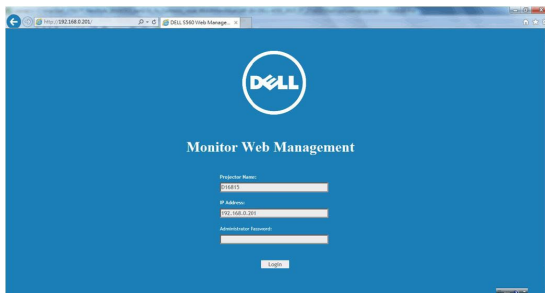 http://192.168.0.201/
DELL S560 Web Manage...
DELL
Monitor Web Management
Projector Name:
D16815
IP Address:
192.168.0.201
Administrator Password:
Login